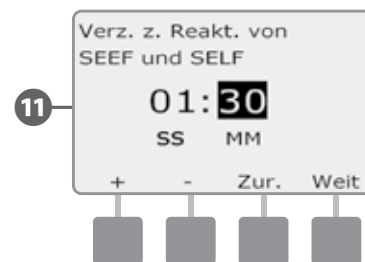 Verz. z. Reakt. von
SEEF und SELF
11
01:30
SS MM
+ - Zur. Weit